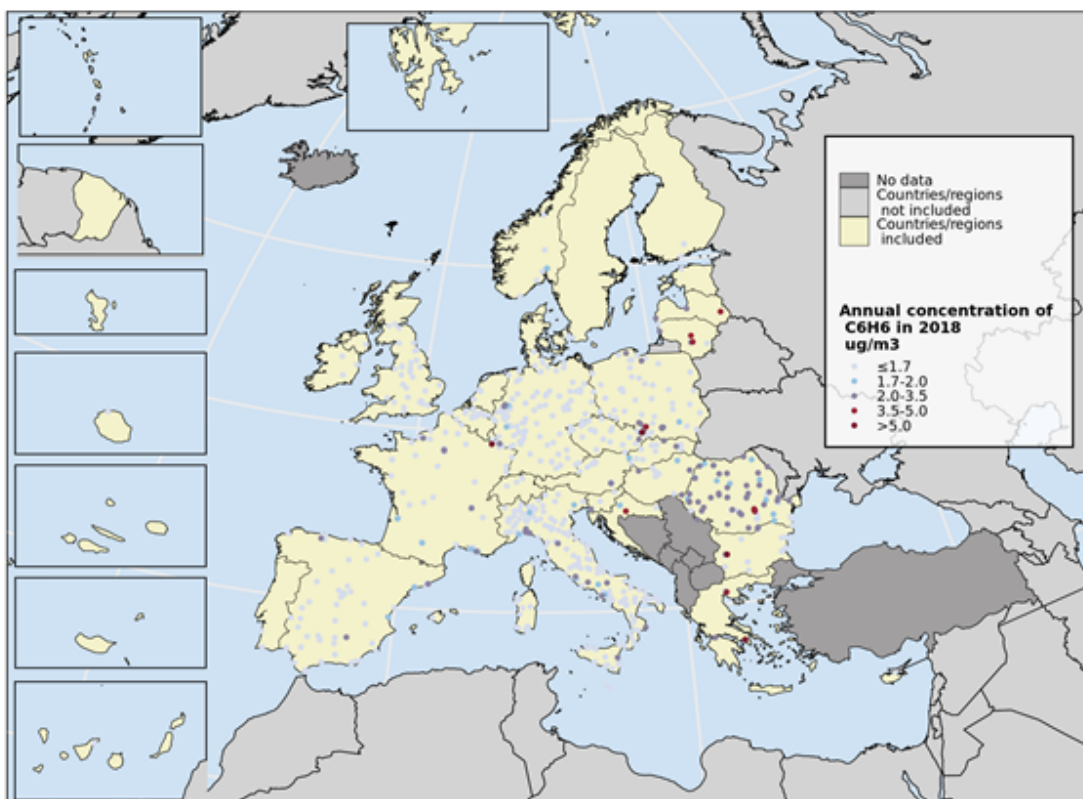 No data
Countries/regions
not included
Countries/regions
included
Annual concentration of
C6H6 in 2018
ug/m3
≤1.7
1.7-2.0
2.0-3.5
3.5-5.0
>5.0